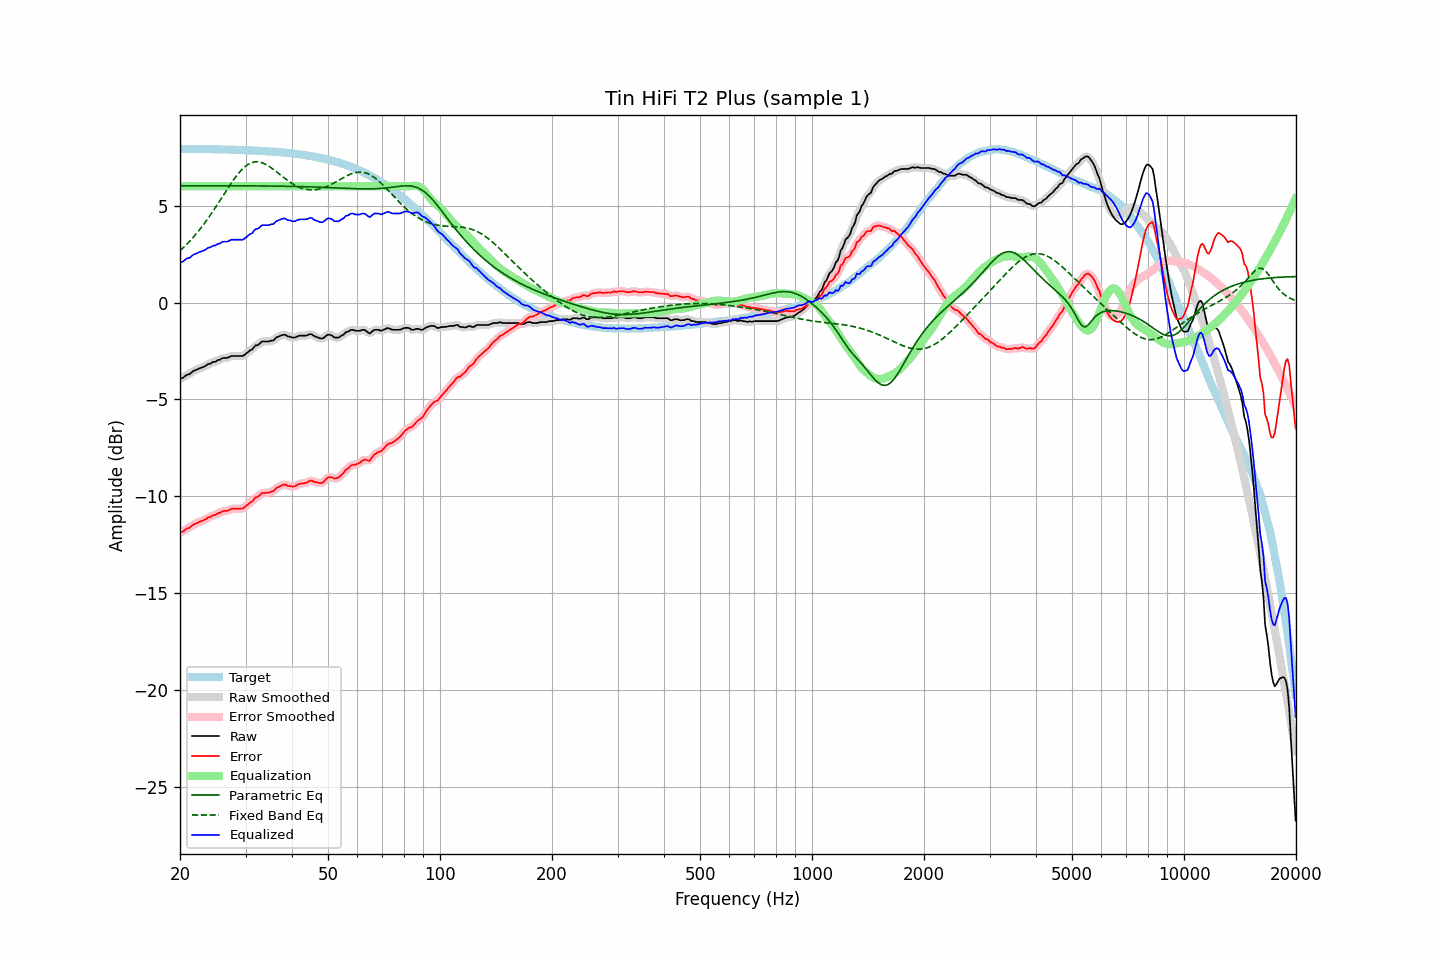 Tin HiFi T2 Plus (sample 1)
Amplitude (dBr)
5
0
−5
−10
−15
−20
−25
Target
Raw Smoothed
Error Smoothed
Raw
Error
Equalization
Parametric Eq
Fixed Band Eq
Equalized
20 50 100 200 500 1000 2000 5000 10000 20000
Frequency (Hz)